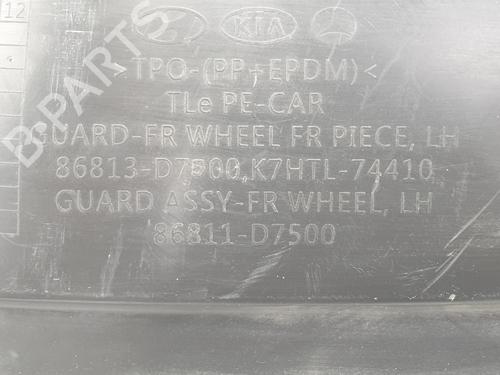 12
KIA
>TPO-(PP+EPDM)<
TLe PE-CAR
GUARD-FR WHEEL FR PIECE, LH
86813-D7500,K7HTL-74410
GUARD ASSY-FR WHEEL, LH
86811-D7500
B-PARTS